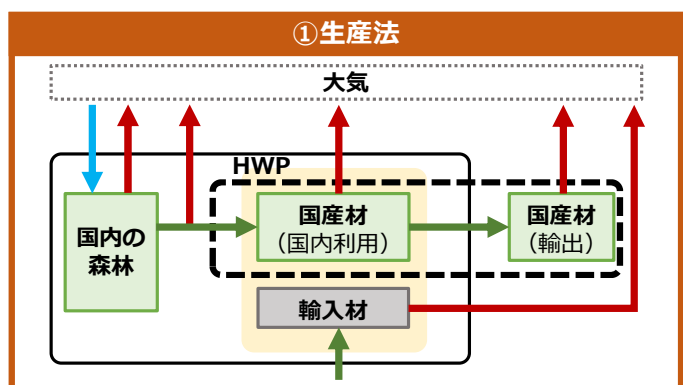 ①生産法
大気
HWP
国内の
森林
国産材
（国内利用）
国産材
（輸出）
輸入材